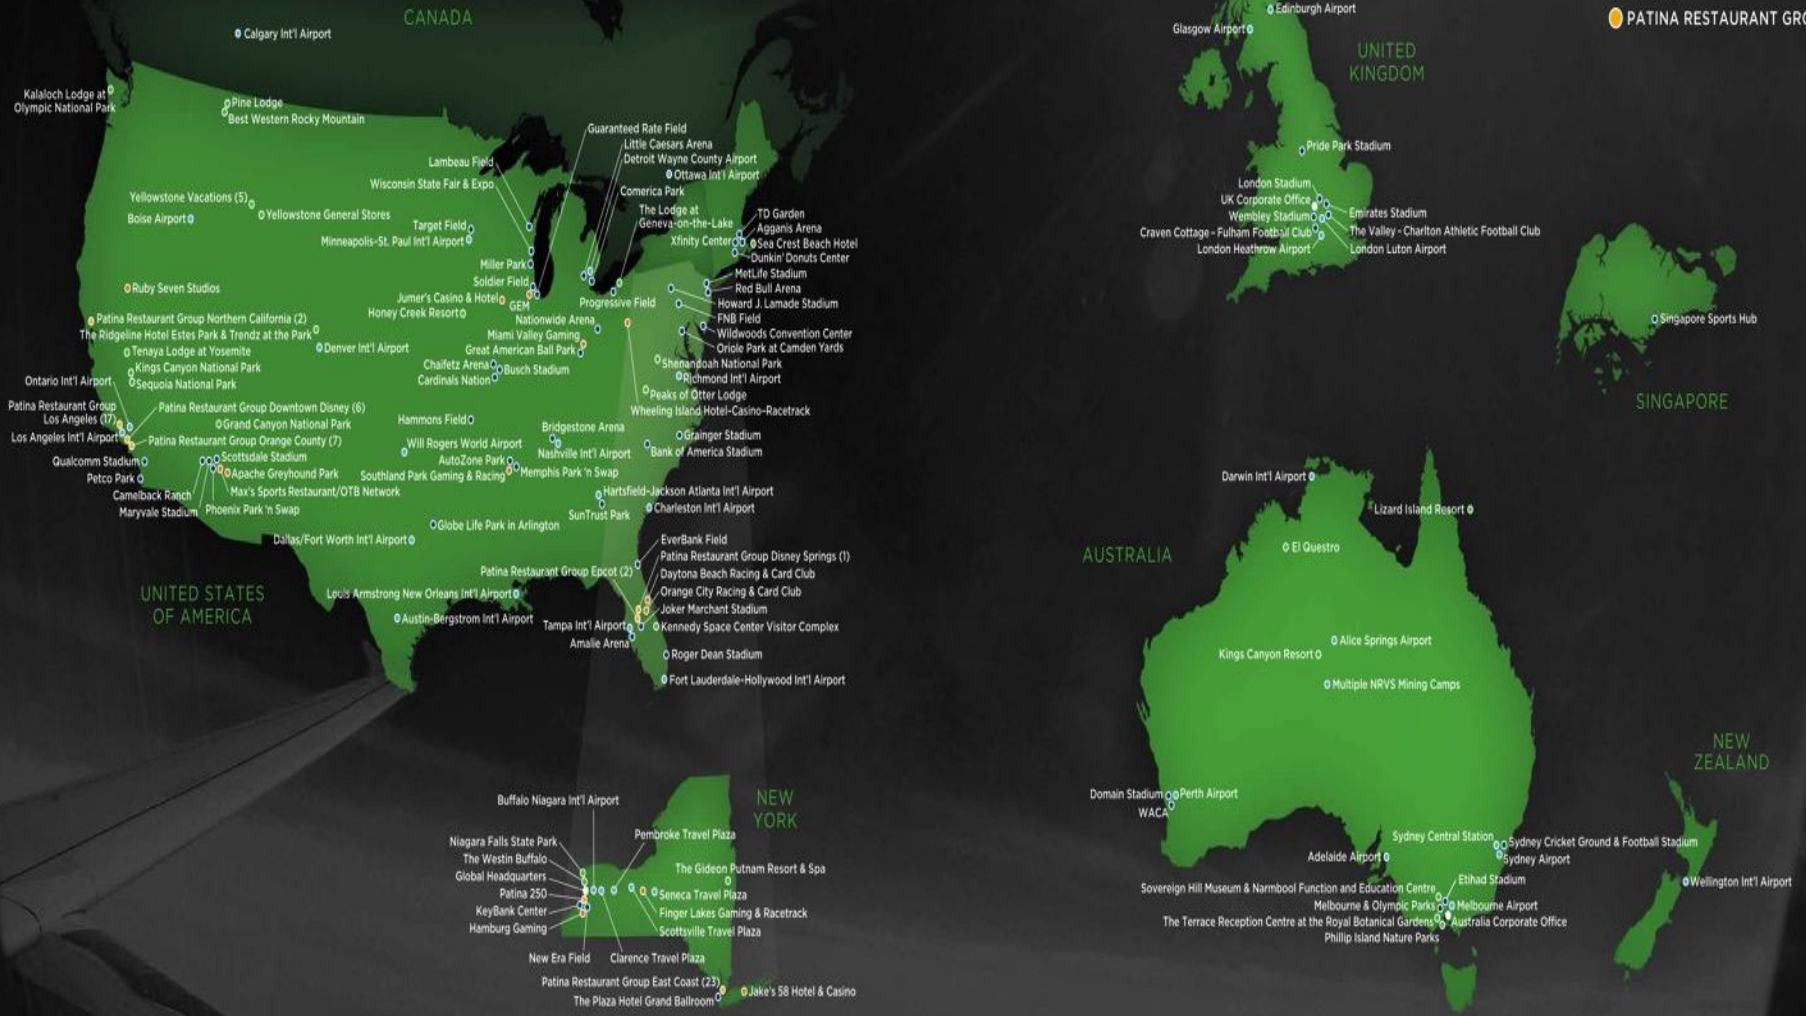 CANADA
Calgary Int'l Airport
Kalaloch Lodge at
Olympic National Park
Pine Lodge
Best Western Rocky Mountain
Guaranteed Rate Field
Little Caesars Arena
Detroit Wayne County Airport
Ottawa Int'l Airport
Lambeau Field
Wisconsin State Fair & Expo
Comerica Park
The Lodge at
Geneva-on-the-Lake
Yellowstone Vacations (5)
Yellowstone General Stores
Boise Airport
Target Field
Minneapolis-St. Paul Int'l Airport
Xfinity Center
TD Garden
Agganis Arena
Sea Crest Beach Hotel
Dunkin' Donuts Center
Miller Park
Soldier Field
MetLife Stadium
Red Bull Arena
Ruby Seven Studios
Jumer's Casino & Hotel
GEM
Progressive Field
Howard J. Lamade Stadium
Honey Creek Resort
Nationwide Arena
FNB Field
Patina Restaurant Group Northern California (2)
The Ridgeline Hotel Estes Park & Trendz at the Park
Miami Valley Gaming
Wildwoods Convention Center
Denver Int'l Airport
Great American Ball Park
Oriole Park at Camden Yards
Tenaya Lodge at Yosemite
Kings Canyon National Park
Chaifetz Arena
Busch Stadium
Shenandoah National Park
Ontario Int'l Airport
Sequoia National Park
Cardinals Nation
Richmond Int'l Airport
Peaks of Otter Lodge
Patina Restaurant Group
Los Angeles (17)
Patina Restaurant Group Downtown Disney (6)
Wheeling Island Hotel-Casino-Racetrack
Grand Canyon National Park
Hammons Field
Los Angeles Int'l Airport
Patina Restaurant Group Orange County (7)
Bridgestone Arena
Grainger Stadium
Will Rogers World Airport
Nashville Int'l Airport
Bank of America Stadium
Qualcomm Stadium
Scottsdale Stadium
AutoZone Park
Petco Park
Apache Greyhound Park
Southland Park Gaming & Racing
Memphis Park 'n Swap
Camelback Ranch
Max's Sports Restaurant/OTB Network
Hartsfield-Jackson Atlanta Int'l Airport
Maryvale Stadium
Phoenix Park 'n Swap
SunTrust Park
Charleston Int'l Airport
Globe Life Park in Arlington
Dallas/Fort Worth Int'l Airport
EverBank Field
Patina Restaurant Group Disney Springs (1)
Patina Restaurant Group Epcot (2)
Daytona Beach Racing & Card Club
UNITED STATES
OF AMERICA
Louis Armstrong New Orleans Int'l Airport
Orange City Racing & Card Club
Joker Marchant Stadium
Austin-Bergstrom Int'l Airport
Tampa Int'l Airport
Kennedy Space Center Visitor Complex
Amalie Arena
Roger Dean Stadium
Fort Lauderdale-Hollywood Int'l Airport
NEW
YORK
Buffalo Niagara Int'l Airport
Niagara Falls State Park
Pembroke Travel Plaza
The Westin Buffalo
The Gideon Putnam Resort & Spa
Global Headquarters
Patina 250
Seneca Travel Plaza
KeyBank Center
Finger Lakes Gaming & Racetrack
Hamburg Gaming
Scottsville Travel Plaza
New Era Field
Clarence Travel Plaza
Patina Restaurant Group East Coast (23)
Jake's 58 Hotel & Casino
The Plaza Hotel Grand Ballroom
PATINA RESTAURANT GRO
Edinburgh Airport
Glasgow Airport
UNITED
KINGDOM
Pride Park Stadium
London Stadium
UK Corporate Office
Emirates Stadium
Wembley Stadium
Craven Cottage - Fulham Football Club
The Valley - Charlton Athletic Football Club
London Heathrow Airport
London Luton Airport
Singapore Sports Hub
SINGAPORE
AUSTRALIA
Darwin Int'l Airport
Lizard Island Resort
El Questro
Alice Springs Airport
Kings Canyon Resort
Multiple NRVS Mining Camps
Domain Stadium
Perth Airport
WACA
Sydney Central Station
Sydney Cricket Ground & Football Stadium
Adelaide Airport
Sydney Airport
Etihad Stadium
Sovereign Hill Museum & Narmbool Function and Education Centre
Melbourne & Olympic Parks
Melbourne Airport
The Terrace Reception Centre at the Royal Botanical Gardens
Australia Corporate Office
Phillip Island Nature Parks
NEW
ZEALAND
Wellington Int'l Airport